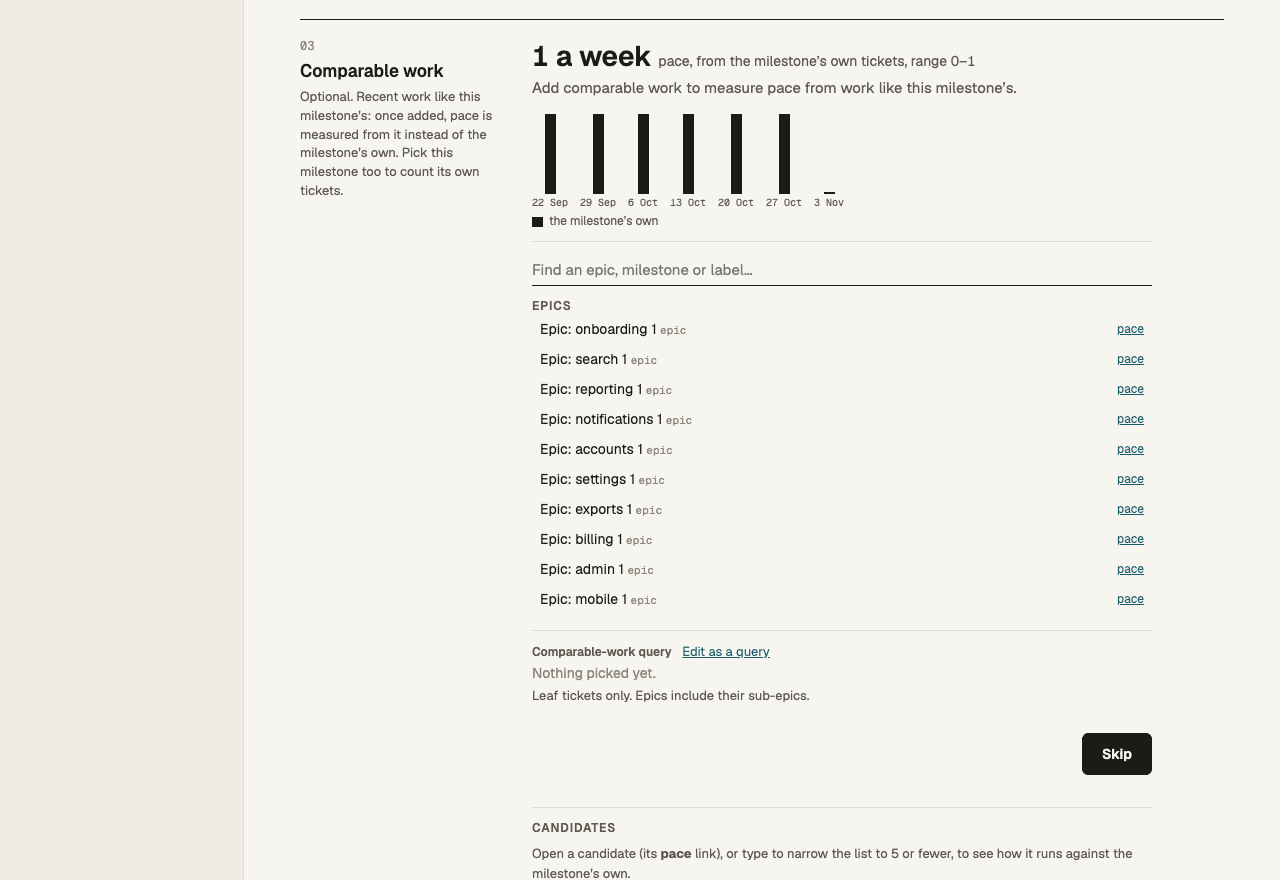 03
Comparable work
Optional. Recent work like this
milestone's: once added, pace is
measured from it instead of the
milestone's own. Pick this
milestone too to count its own
tickets.
1 a week pace, from the milestone's own tickets, range 0–1
Add comparable work to measure pace from work like this milestone's.
22 Sep 29 Sep 6 Oct 13 Oct 20 Oct 27 Oct 3 Nov
the milestone's own
Find an epic, milestone or label…
EPICS
Epic: onboarding 1 epic pace
Epic: search 1 epic pace
Epic: reporting 1 epic pace
Epic: notifications 1 epic pace
Epic: accounts 1 epic pace
Epic: settings 1 epic pace
Epic: exports 1 epic pace
Epic: billing 1 epic pace
Epic: admin 1 epic pace
Epic: mobile 1 epic pace
Comparable-work query Edit as a query
Nothing picked yet.
Leaf tickets only. Epics include their sub-epics.
Skip
CANDIDATES
Open a candidate (its pace link), or type to narrow the list to 5 or fewer, to see how it runs against the
milestone's own.